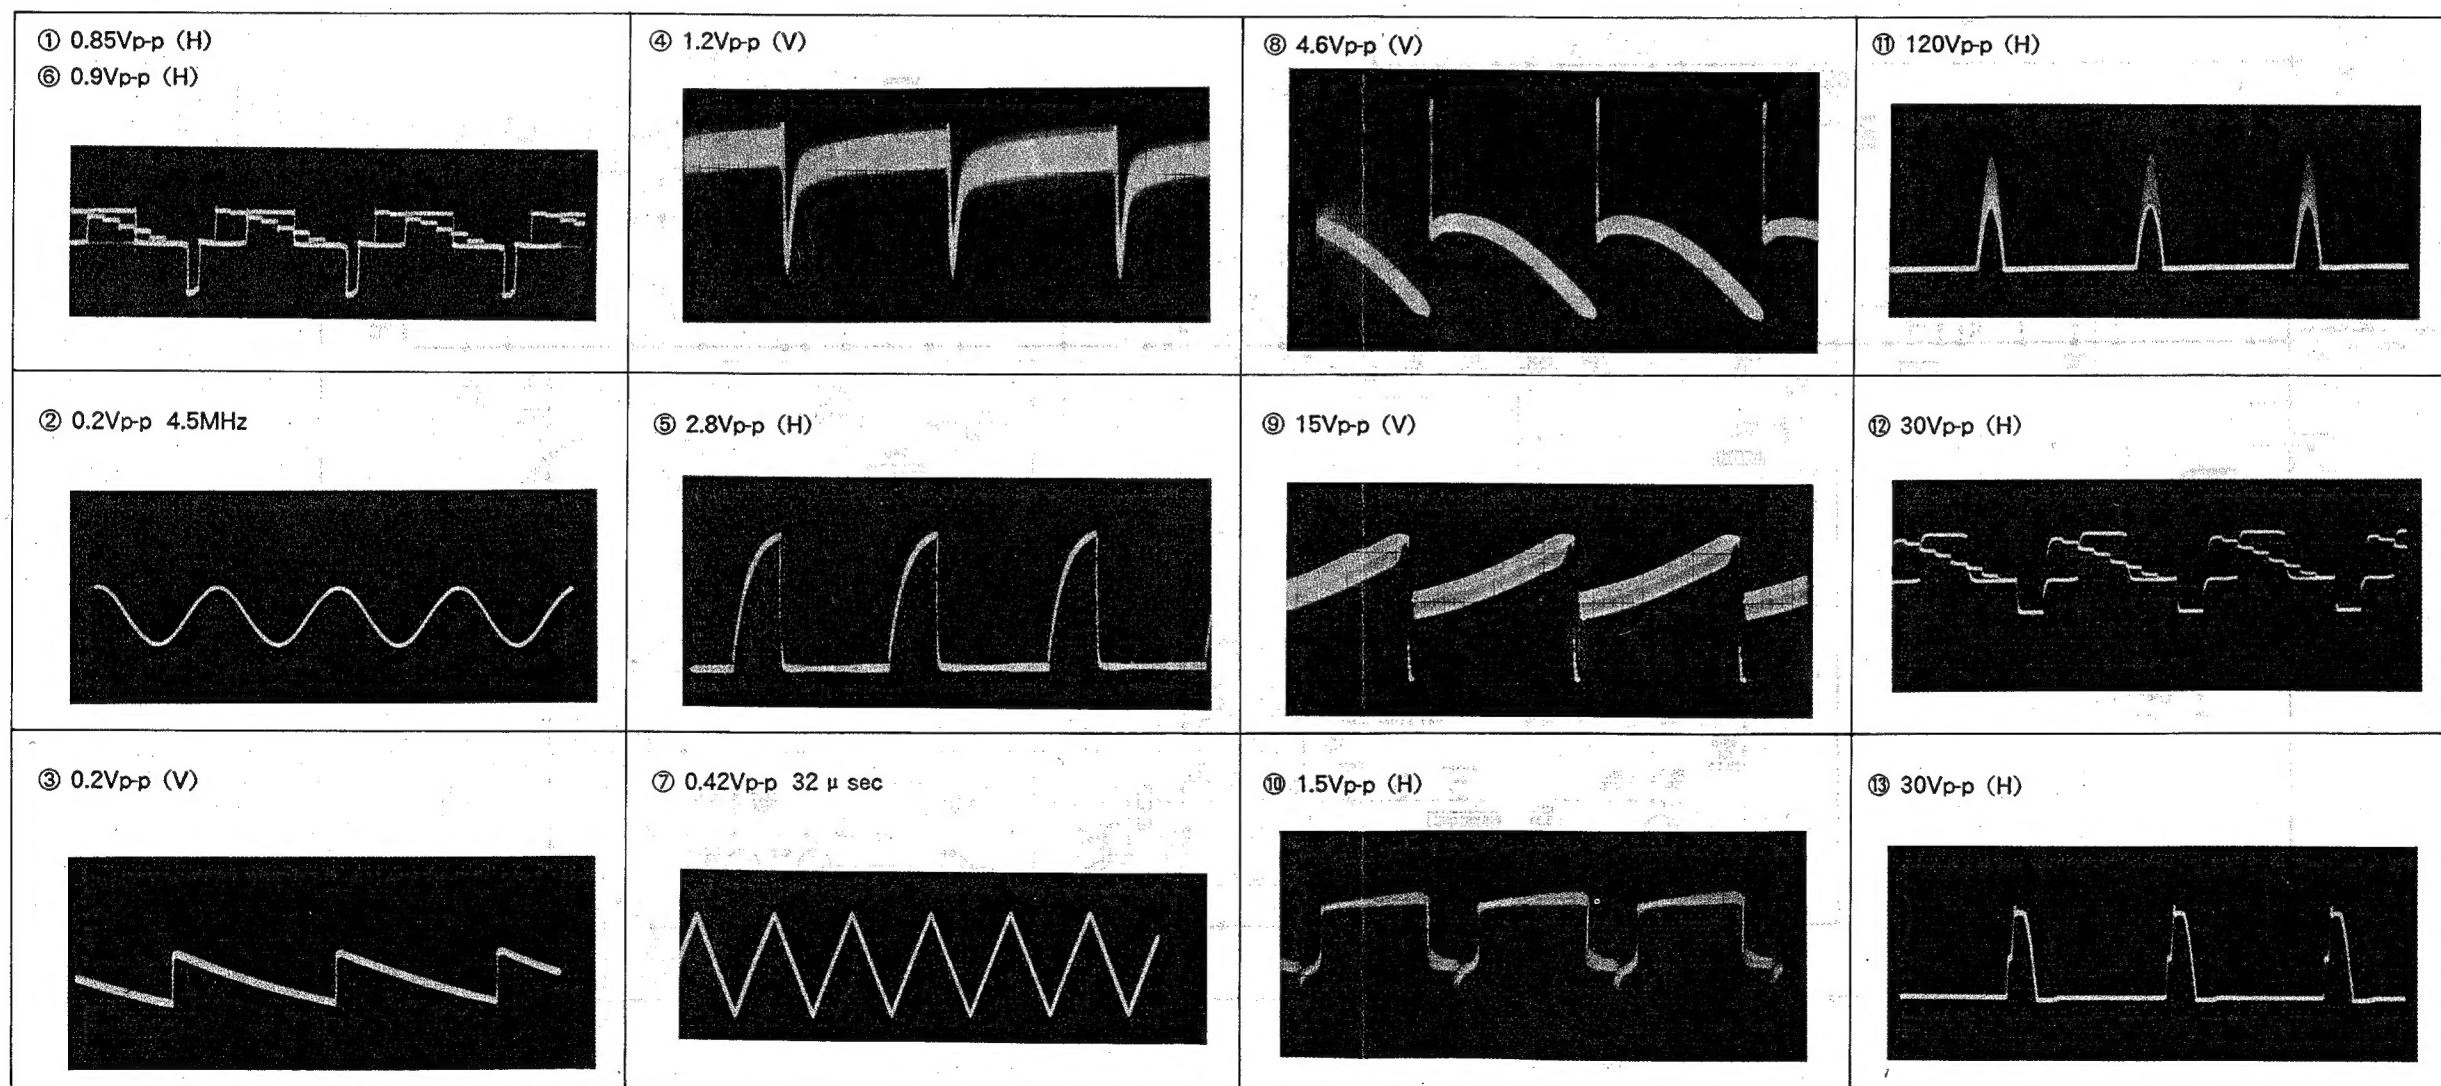 ① 0.85Vp-p (H)
⑥ 0.9Vp-p (H)
④ 1.2Vp-p (V)
⑧ 4.6Vp-p (V)
⑪ 120Vp-p (H)
② 0.2Vp-p 4.5MHz
⑤ 2.8Vp-p (H)
⑨ 15Vp-p (V)
⑫ 30Vp-p (H)
③ 0.2Vp-p (V)
⑦ 0.42Vp-p 32 μ sec
⑩ 1.5Vp-p (H)
⑬ 30Vp-p (H)